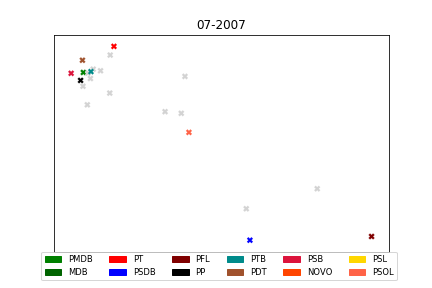 07-2007
PMDB PT PFL PTB PSB PSL
MDB PSDB PP PDT NOVO PSOL